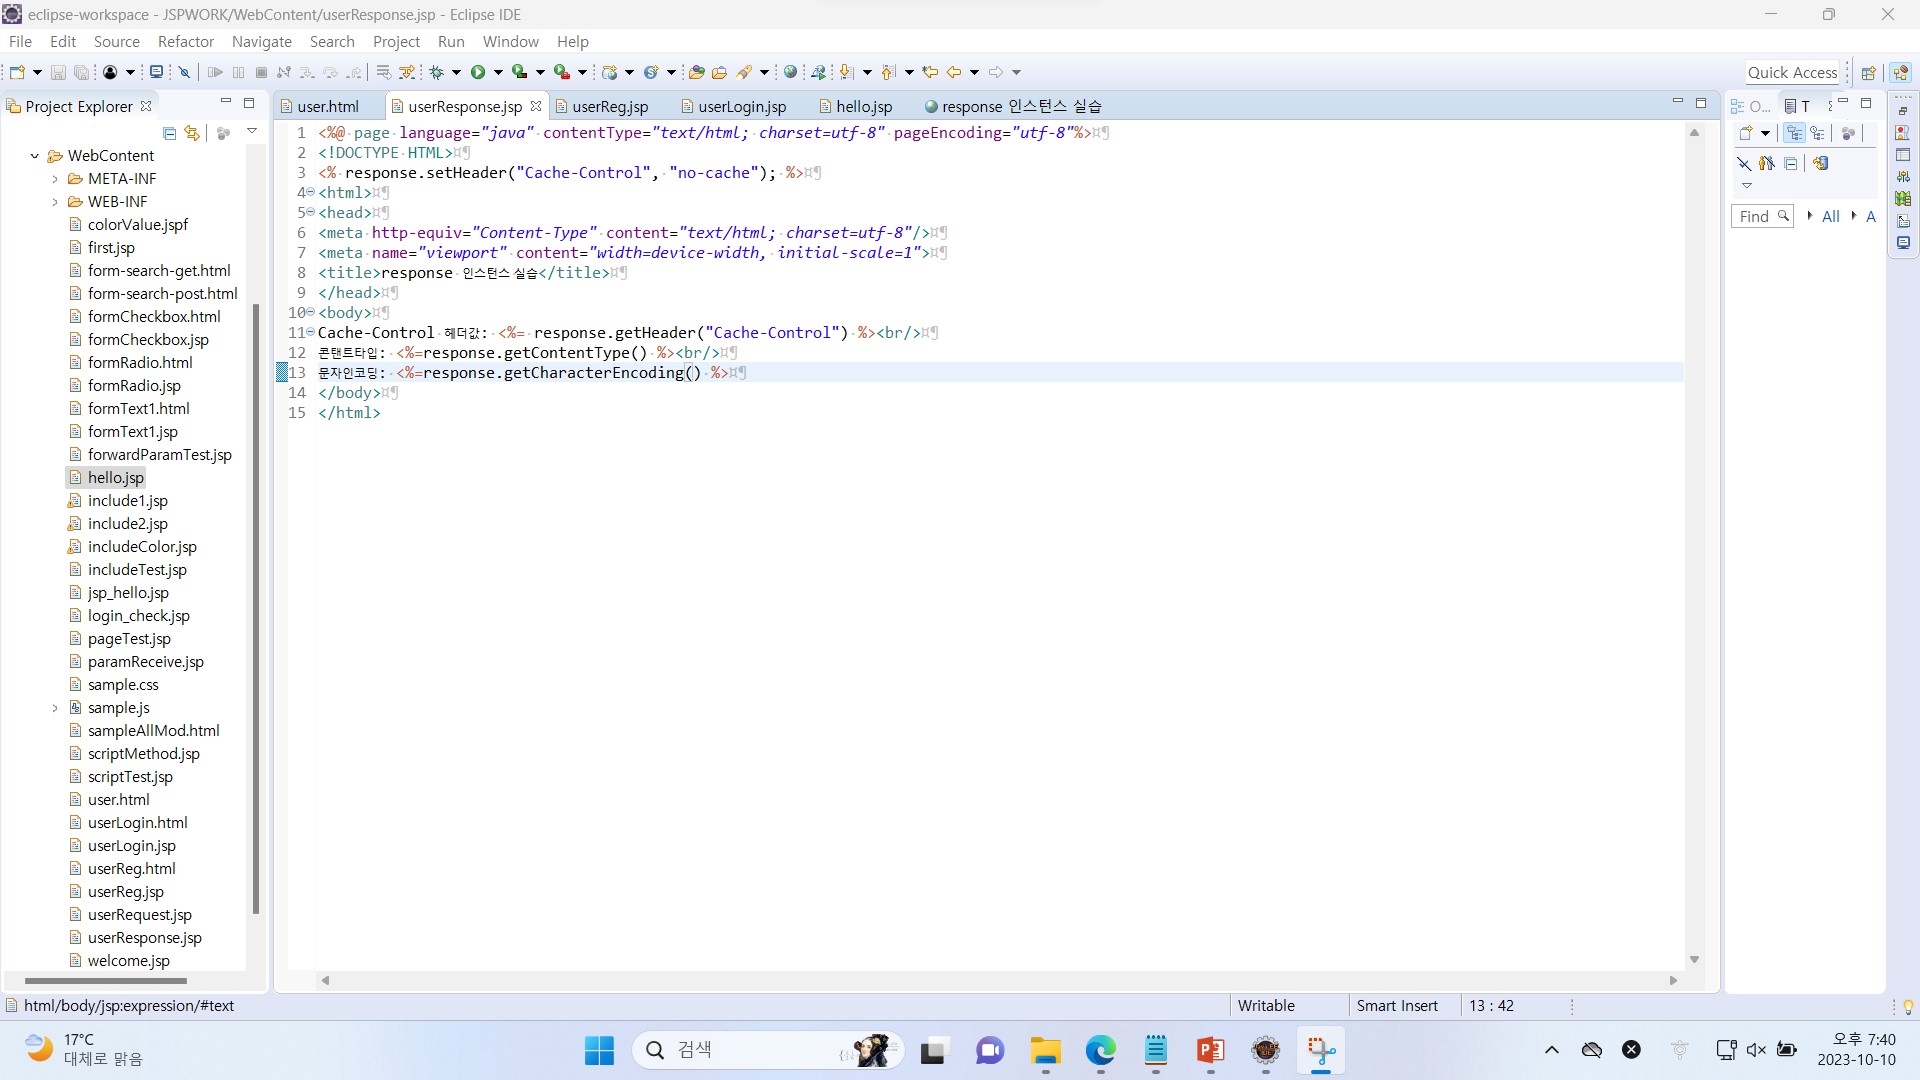 eclipse-workspace - JSPWORK/WebContent/userResponse.jsp - Eclipse IDE
File Edit Source Refactor Navigate Search Project Run Window Help
Quick Access
Project Explorer
WebContent
META-INF
WEB-INF
colorValue.jspf
first.jsp
form-search-get.html
form-search-post.html
formCheckbox.html
formCheckbox.jsp
formRadio.html
formRadio.jsp
formText1.html
formText1.jsp
forwardParamTest.jsp
hello.jsp
include1.jsp
include2.jsp
includeColor.jsp
includeTest.jsp
jsp_hello.jsp
login_check.jsp
pageTest.jsp
paramReceive.jsp
sample.css
sample.js
sampleAllMod.html
scriptMethod.jsp
scriptTest.jsp
user.html
userLogin.html
userLogin.jsp
userReg.html
userReg.jsp
userRequest.jsp
userResponse.jsp
welcome.jsp
user.html userResponse.jsp userReg.jsp userLogin.jsp hello.jsp response 인스턴스 실습
1 <%@ page language="java" contentType="text/html; charset=utf-8" pageEncoding="utf-8"%>¤¶
2 <!DOCTYPE HTML>¤¶
3 <% response.setHeader("Cache-Control", "no-cache"); %>¤¶
4 <html>¤¶
5 <head>¤¶
6 <meta http-equiv="Content-Type" content="text/html; charset=utf-8"/>¤¶
7 <meta name="viewport" content="width=device-width, initial-scale=1">¤¶
8 <title>response 인스턴스 실습</title>¤¶
9 </head>¤¶
10 <body>¤¶
11 Cache-Control 헤더값: <%= response.getHeader("Cache-Control") %><br/>¤¶
12 콘탠트타입: <%=response.getContentType() %><br/>¤¶
13 문자인코딩: <%=response.getCharacterEncoding() %>¤¶
14 </body>¤¶
15 </html>
O... T
Find All A
html/body/jsp:expression/#text Writable Smart Insert 13 : 42
17°C
대체로 맑음
검색
오후 7:40
2023-10-10